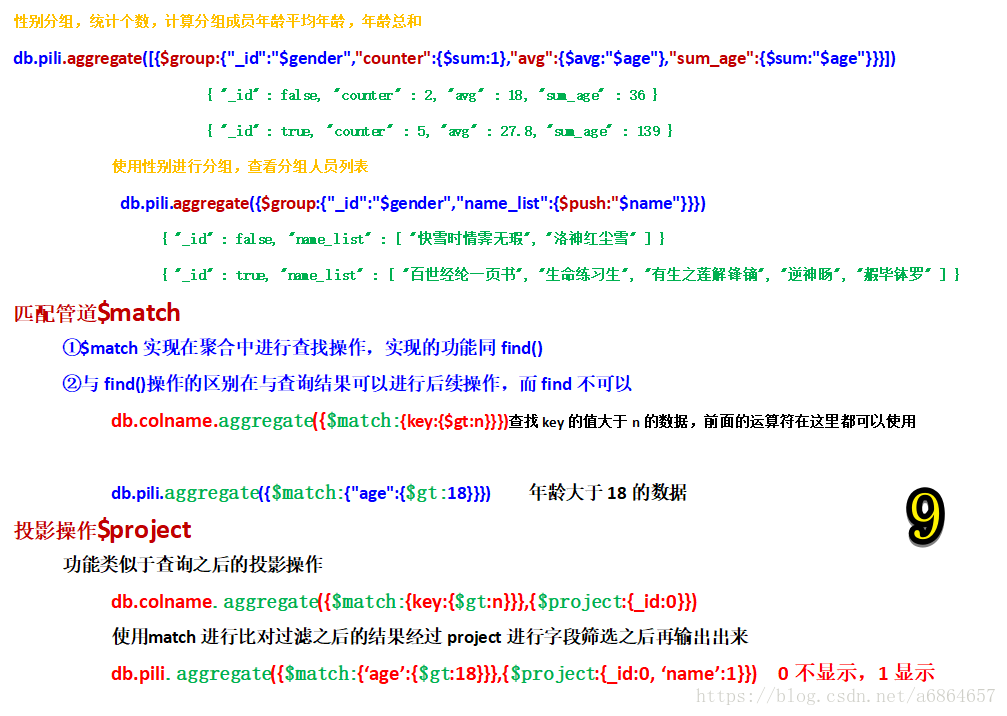 性别分组，统计个数，计算分组成员年龄平均年龄，年龄总和
db.pili.aggregate([{$group:{"_id":"$gender","counter":{$sum:1},"avg":{$avg:"$age"},"sum_age":{$sum:"$age"}}}])
{ "_id" : false, "counter" : 2, "avg" : 18, "sum_age" : 36 }
{ "_id" : true, "counter" : 5, "avg" : 27.8, "sum_age" : 139 }
使用性别进行分组，查看分组人员列表
db.pili.aggregate({$group:{"_id":"$gender","name_list":{$push:"$name"}}})
{ "_id" : false, "name_list" : [ "快雪时情霁无瑕", "洛神红尘雪" ] }
{ "_id" : true, "name_list" : [ "百世经纶一页书", "生命练习生", "有生之莲解锋镝", "逆神旸", "赮毕钵罗" ] }
匹配管道$match
①$match 实现在聚合中进行查找操作，实现的功能同 find()
②与 find()操作的区别在与查询结果可以进行后续操作，而 find 不可以
db.colname.aggregate({$match:{key:{$gt:n}}})查找 key 的值大于 n 的数据，前面的运算符在这里都可以使用
db.pili.aggregate({$match:{"age":{$gt:18}}}) 年龄大于 18 的数据
9
投影操作$project
功能类似于查询之后的投影操作
db.colname. aggregate({$match:{key:{$gt:n}}},{$project:{_id:0}})
使用match 进行比对过滤之后的结果经过 project 进行字段筛选之后再输出出来
db.pili. aggregate({$match:{‘age’:{$gt:18}}},{$project:{_id:0, ‘name’:1}}) 0 不显示，1 显示
https://blog.csdn.net/a6864657